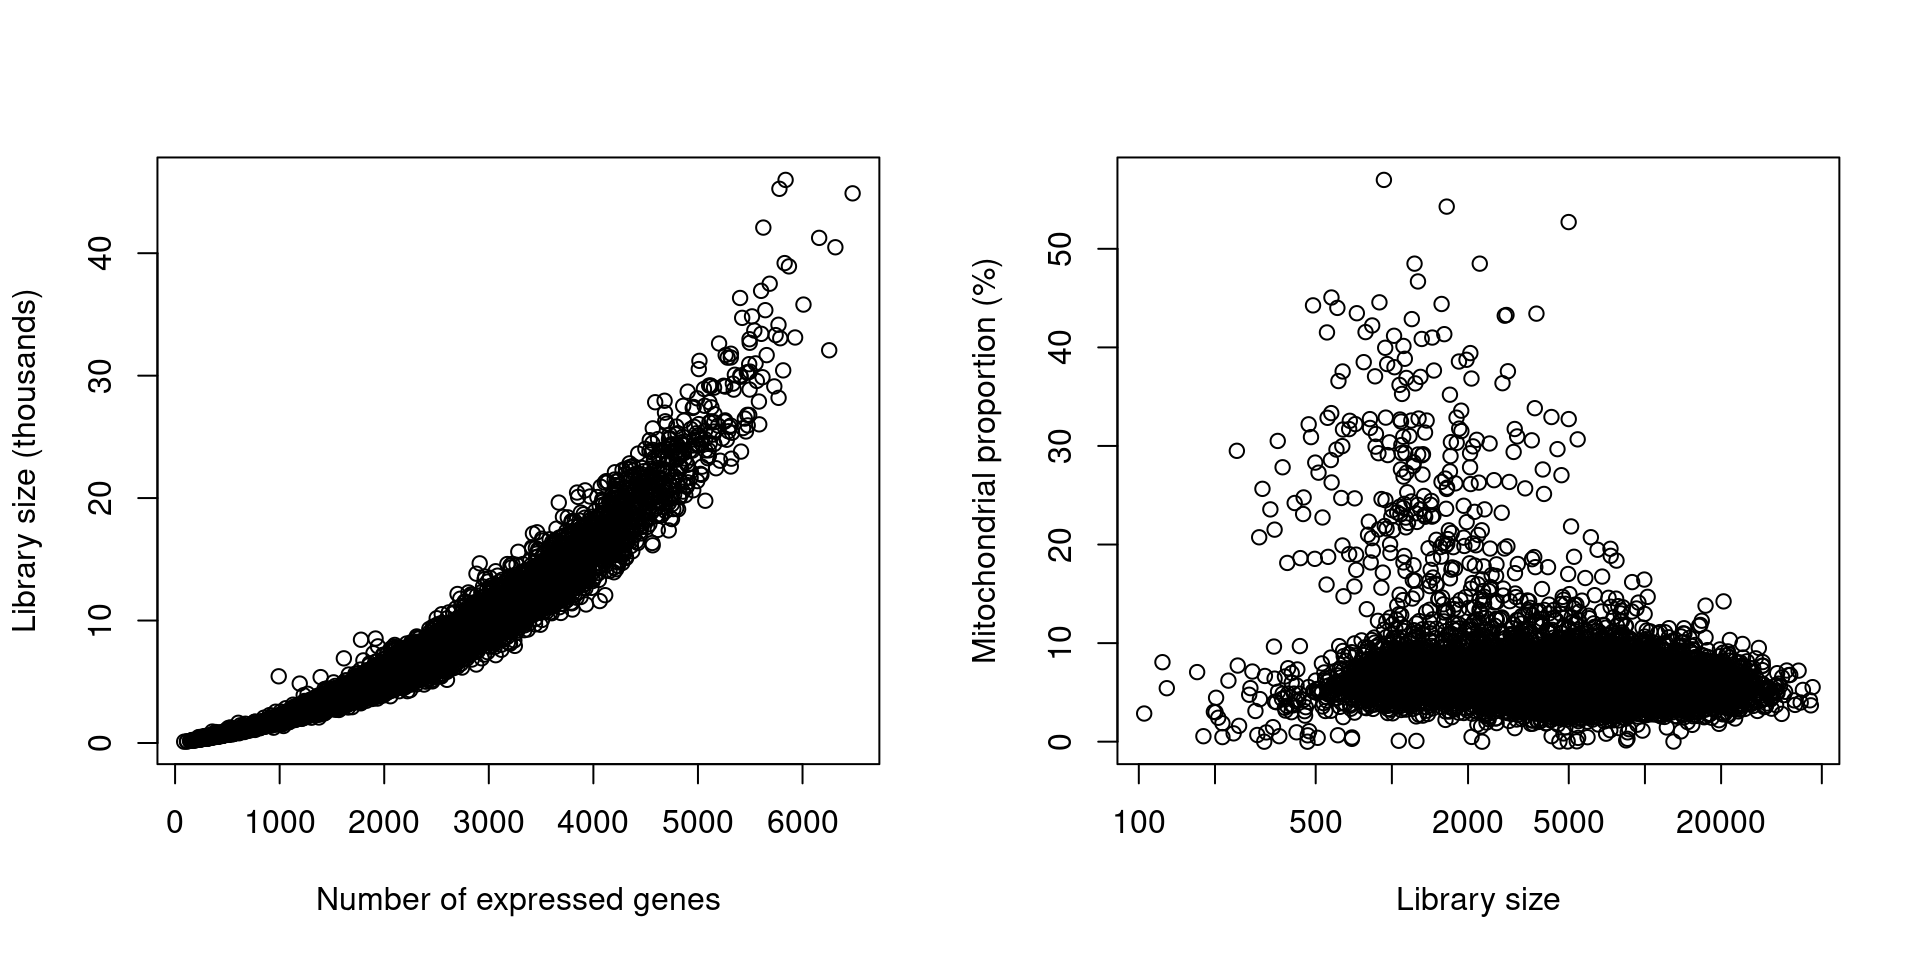 Library size (thousands)
0 10 20 30 40
0 1000 2000 3000 4000 5000 6000
Number of expressed genes
Mitochondrial proportion (%)
0 10 20 30 40 50
100 500 2000 5000 20000
Library size